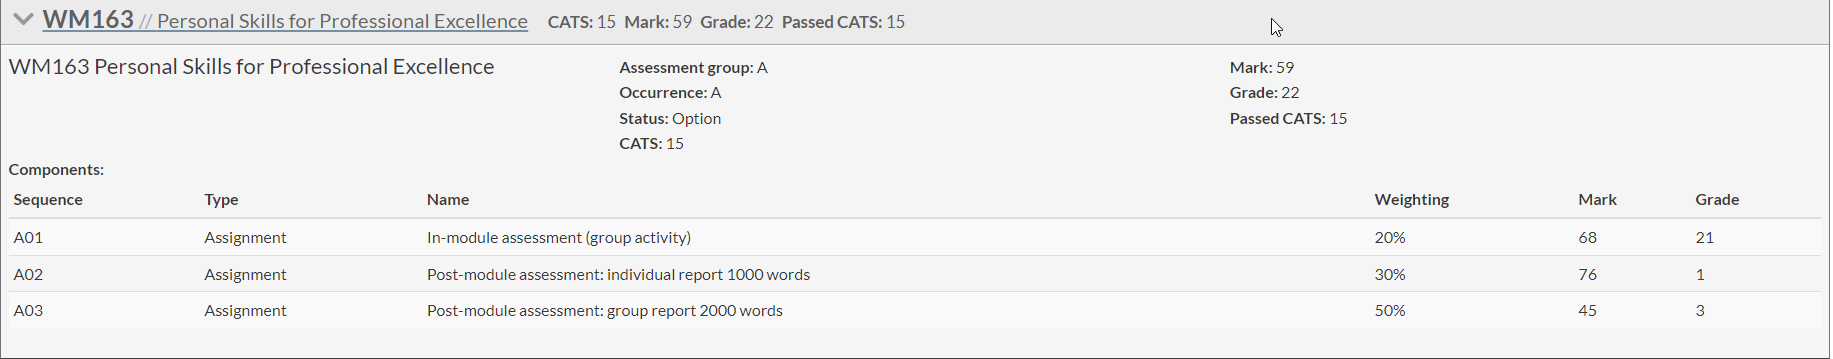 WM163 // Personal Skills for Professional Excellence CATS: 15 Mark: 59 Grade: 22 Passed CATS: 15
WM163 Personal Skills for Professional Excellence
Assessment group: A
Occurrence: A
Status: Option
CATS: 15
Mark: 59
Grade: 22
Passed CATS: 15
Components:
Sequence Type Name Weighting Mark Grade
A01 Assignment In-module assessment (group activity) 20% 68 21
A02 Assignment Post-module assessment: individual report 1000 words 30% 76 1
A03 Assignment Post-module assessment: group report 2000 words 50% 45 3